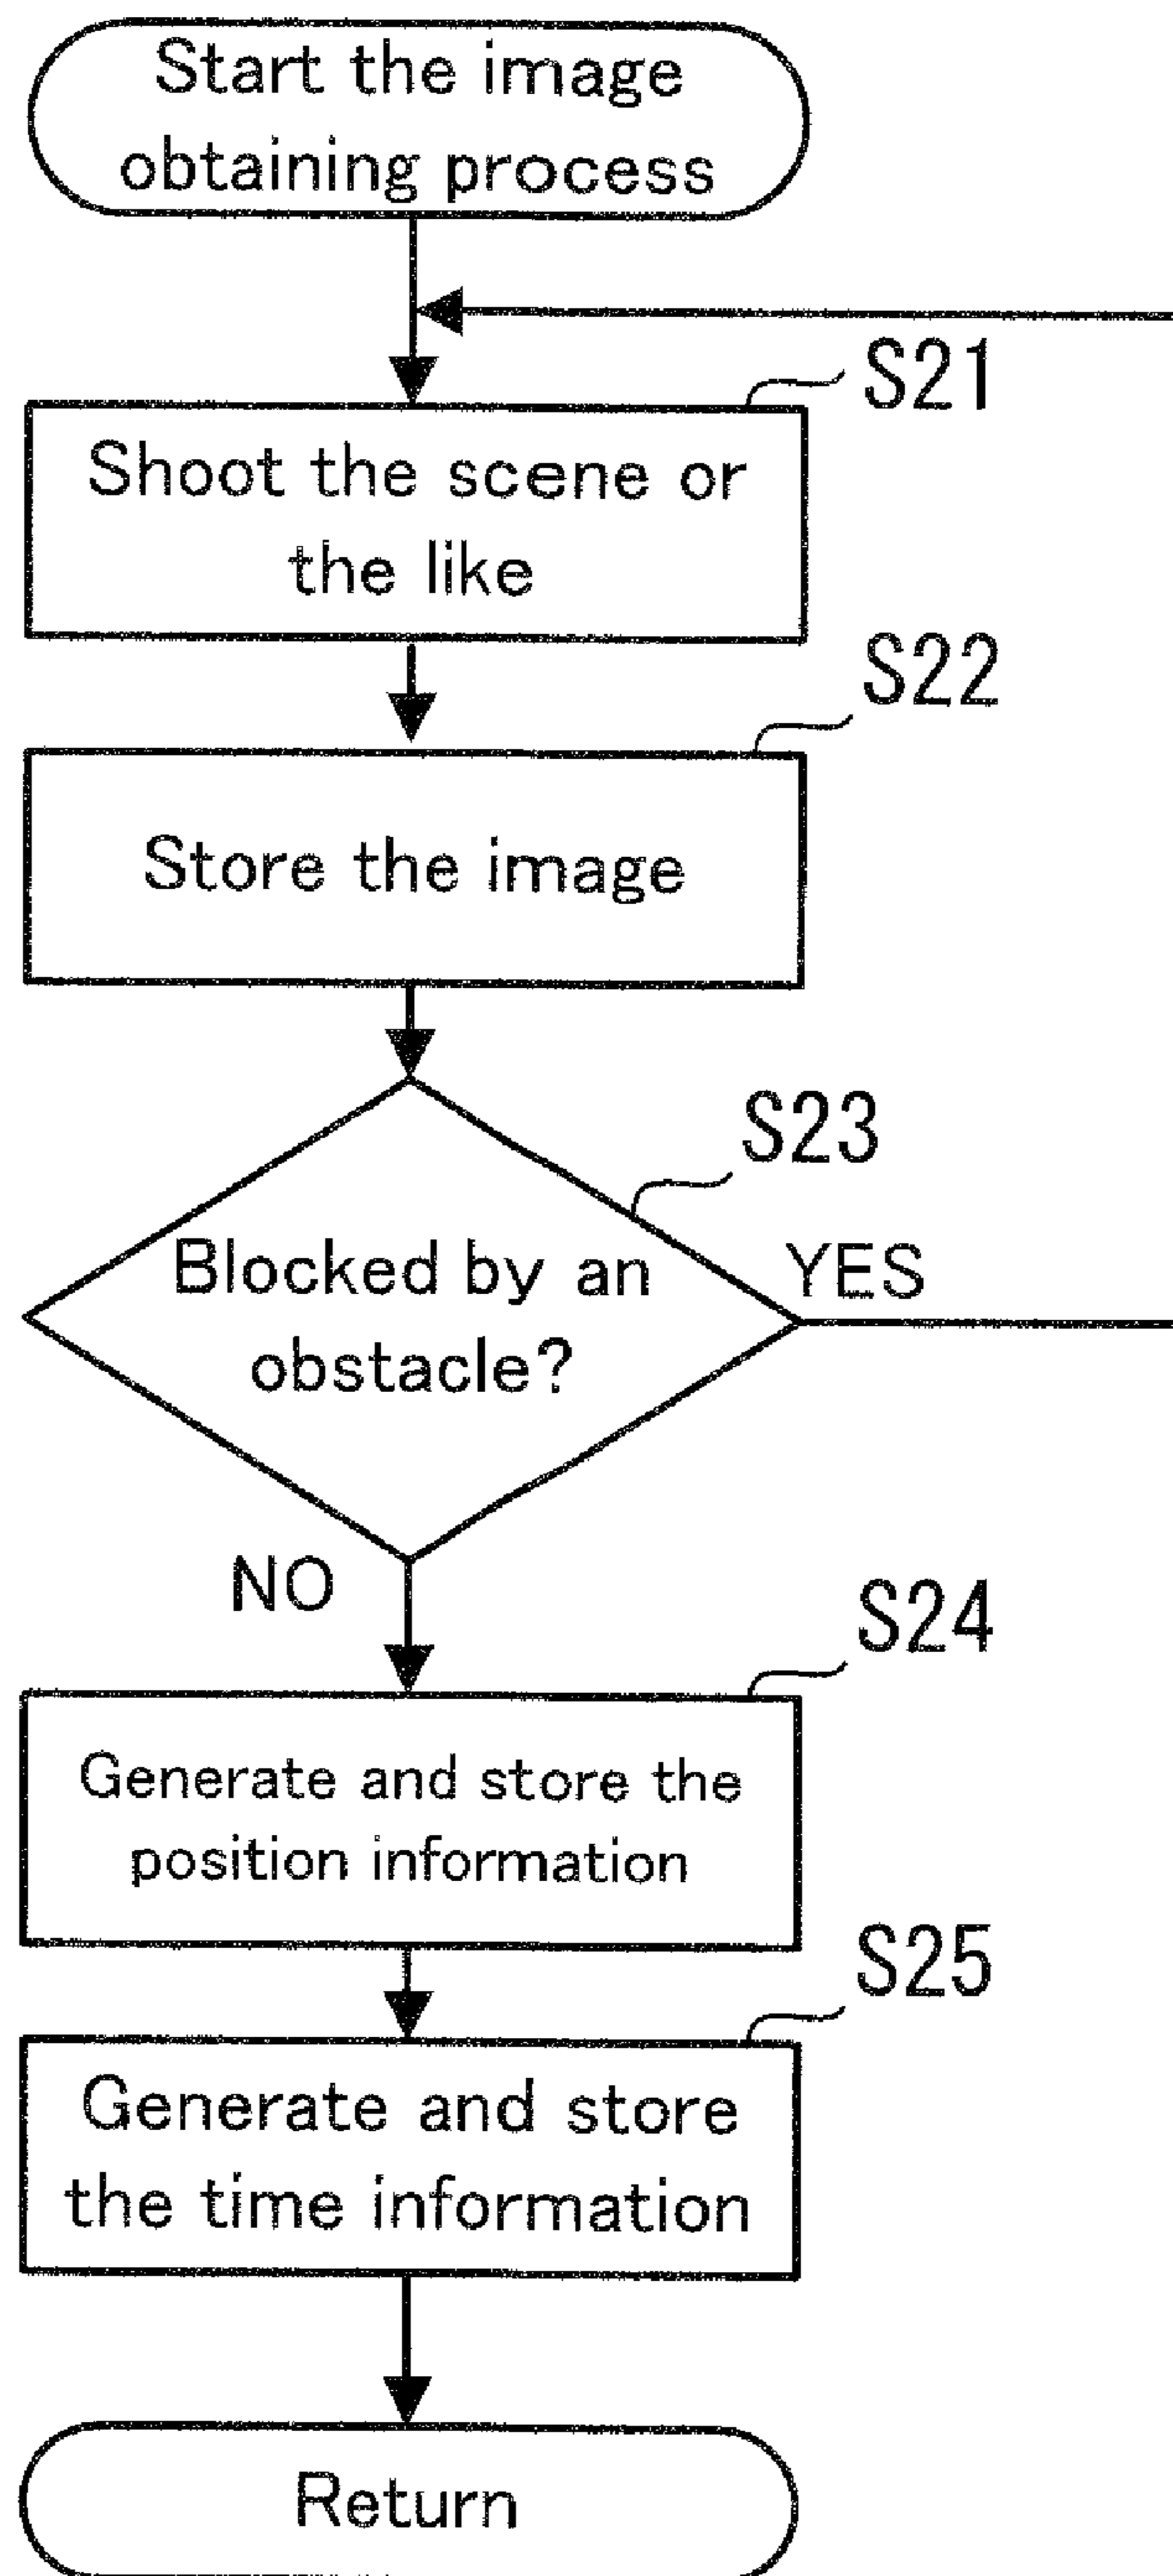 Start the image
obtaining process
S21
Shoot the scene or
the like
S22
Store the image
S23
Blocked by an
obstacle?
YES
NO
S24
Generate and store the
position information
S25
Generate and store
the time information
Return